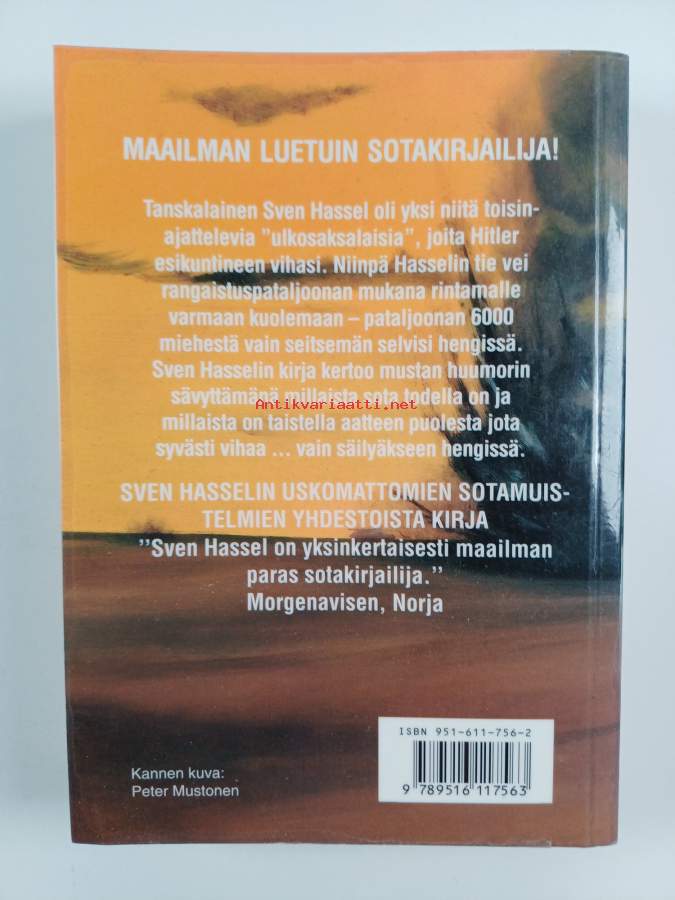 MAAILMAN LUETUIN SOTAKIRJAILIJA!
Tanskalainen Sven Hassel oli yksi niitä toisin-
ajattelevia "ulkosaksalaisia", joita Hitler
esikuntineen vihasi. Niinpä Hasselin tie vei
rangaistuspataljoonan mukana rintamalle
varmaan kuolemaan – pataljoonan 6000
miehestä vain seitsemän selvisi hengissä.
Sven Hasselin kirja kertoo mustan huumorin
sävyttämänä millaista sota todella on ja
Antikvariaatti.net
millaista on taistella aatteen puolesta jota
syvästi vihaa ... vain säilyäkseen hengissä.
SVEN HASSELIN USKOMATTOMIEN SOTAMUIS-
TELMIEN YHDESTOISTA KIRJA
"Sven Hassel on yksinkertaisesti maailman
paras sotakirjailija."
Morgenavisen, Norja
ISBN 951-611-756-2
9 789516 117563
Kannen kuva:
Peter Mustonen